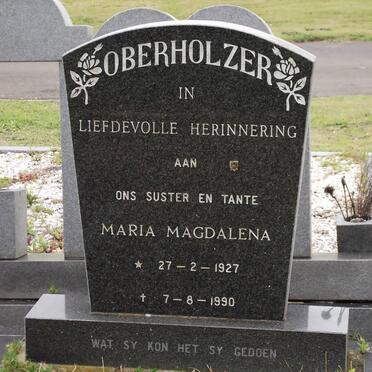 OBERHOLZER
IN
LIEFDEVOLLE HERINNERING
AAN
ONS SUSTER EN TANTE
MARIA MAGDALENA
★ 27-2-1927
✝ 7-8-1990
WAT SY KON HET SY GEDOEN